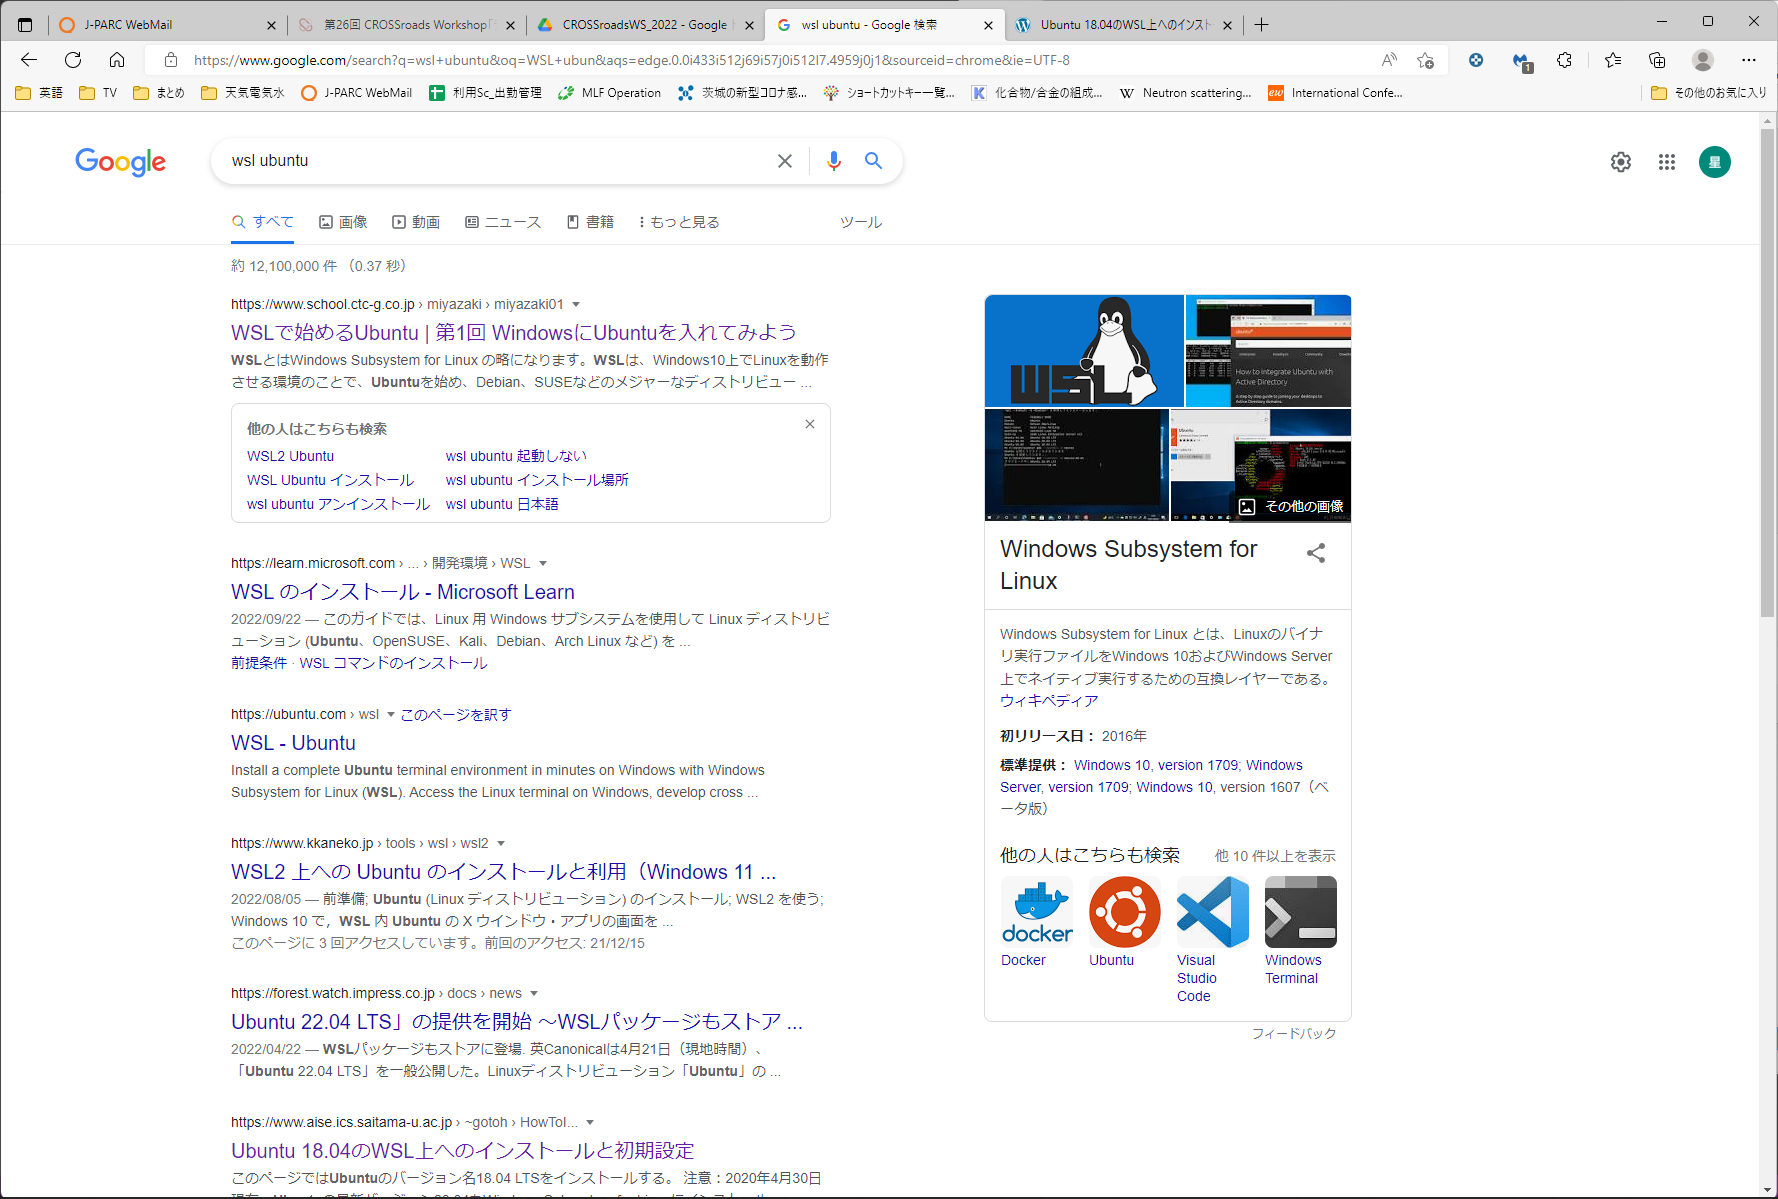 J-PARC WebMail
第26回 CROSSroads Workshop「
CROSSroadsWS_2022 - Google
wsl ubuntu - Google 検索
Ubuntu 18.04のWSL上へのインスト
https://www.google.com/search?q=wsl+ubuntu&oq=WSL+ubun&aqs=edge.0.0i433i512j69i57j0i512l7.4959j0j1&sourceid=chrome&ie=UTF-8
1
英語 TV まとめ 天気電気水 J-PARC WebMail 利用Sc_出勤管理 MLF Operation 茨城の新型コロナ感... ショートカットキー一覧... 化合物/合金の組成... Neutron scattering... International Confe... その他のお気に入り
Google
wsl ubuntu
星
すべて 画像 動画 ニュース 書籍 もっと見る ツール
約 12,100,000 件 （0.37 秒）
https://www.school.ctc-g.co.jp › miyazaki › miyazaki01
WSLで始めるUbuntu | 第1回 WindowsにUbuntuを入れてみよう
WSLとはWindows Subsystem for Linux の略になります。WSLは、Windows10上でLinuxを動作
させる環境のことで、Ubuntuを始め、Debian、SUSEなどのメジャーなディストリビュー ...
他の人はこちらも検索
WSL2 Ubuntu wsl ubuntu 起動しない
WSL Ubuntu インストール wsl ubuntu インストール場所
wsl ubuntu アンインストール wsl ubuntu 日本語
https://learn.microsoft.com › ... › 開発環境 › WSL
WSL のインストール - Microsoft Learn
2022/09/22 — このガイドでは、Linux 用 Windows サブシステムを使用して Linux ディストリビ
ューション (Ubuntu、OpenSUSE、Kali、Debian、Arch Linux など) を ...
前提条件 · WSL コマンドのインストール
https://ubuntu.com › wsl このページを訳す
WSL - Ubuntu
Install a complete Ubuntu terminal environment in minutes on Windows with Windows
Subsystem for Linux (WSL). Access the Linux terminal on Windows, develop cross ...
https://www.kkaneko.jp › tools › wsl › wsl2
WSL2 上への Ubuntu のインストールと利用（Windows 11 ...
2022/08/05 — 前準備; Ubuntu (Linux ディストリビューション) のインストール; WSL2 を使う;
Windows 10 で，WSL 内 Ubuntu の X ウインドウ・アプリの画面を ...
このページに 3 回アクセスしています。前回のアクセス: 21/12/15
https://forest.watch.impress.co.jp › docs › news
Ubuntu 22.04 LTS」の提供を開始 ～WSLパッケージもストア ...
2022/04/22 — WSLパッケージもストアに登場. 英Canonicalは4月21日（現地時間）、
「Ubuntu 22.04 LTS」を一般公開した。Linuxディストリビューション「Ubuntu」の ...
https://www.aise.ics.saitama-u.ac.jp › ~gotoh › HowToI...
Ubuntu 18.04のWSL上へのインストールと初期設定
このページではUbuntuのバージョン名18.04 LTSをインストールする。 注意：2020年4月30日
WSL
How to integrate Ubuntu with
Active Directory
その他の画像
Windows Subsystem for
Linux
Windows Subsystem for Linux とは、Linuxのバイナ
リ実行ファイルをWindows 10およびWindows Server
上でネイティブ実行するための互換レイヤーである。
ウィキペディア
初リリース日： 2016年
標準提供： Windows 10, version 1709; Windows
Server, version 1709; Windows 10, version 1607（ベ
ータ版）
他の人はこちらも検索 他 10 件以上を表示
docker
Docker
Ubuntu
Visual
Studio
Code
Windows
Terminal
フィードバック